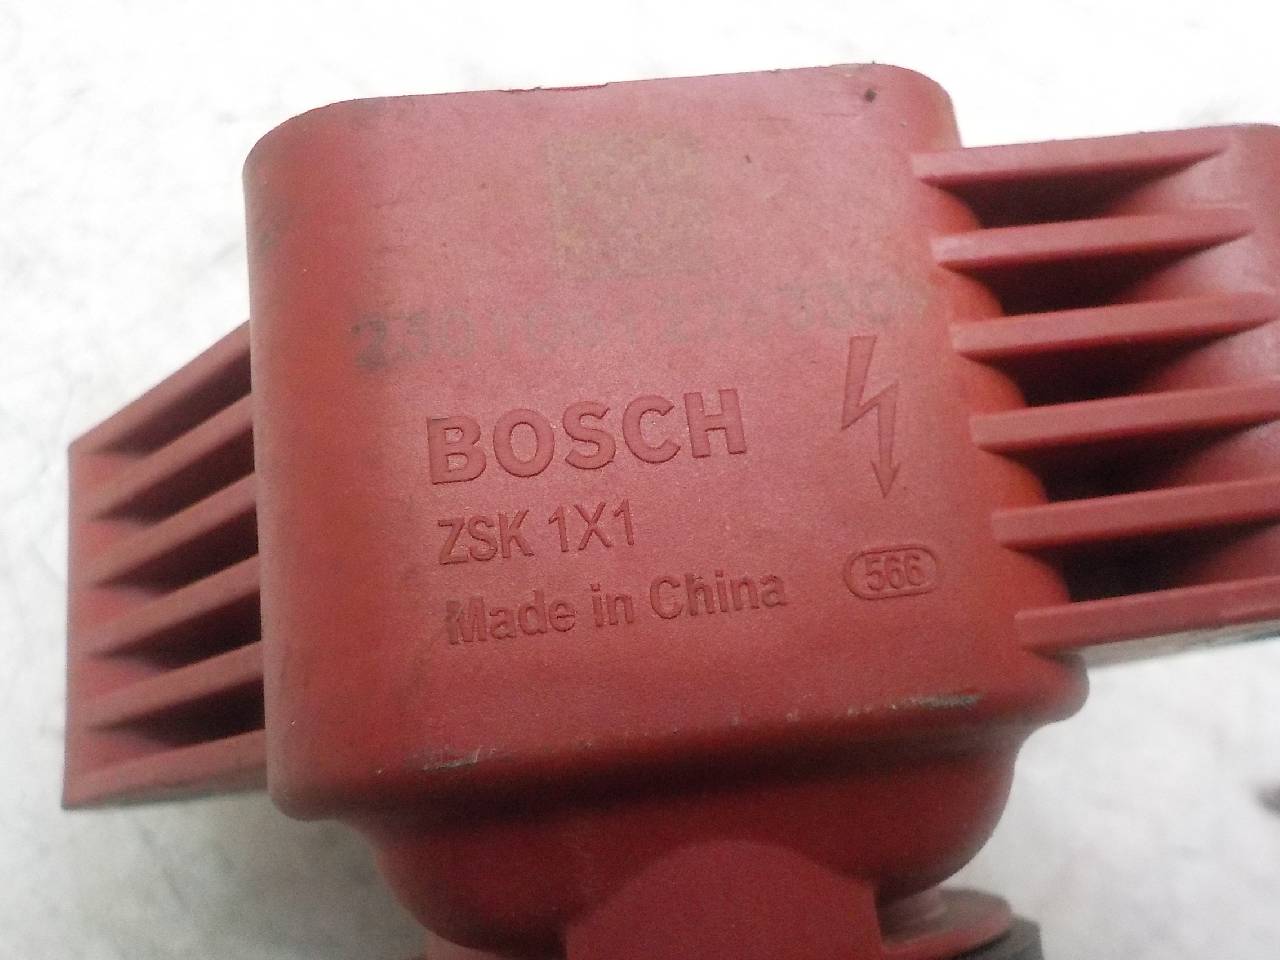 BOSCH
ZSK 1X1
Made in China
566